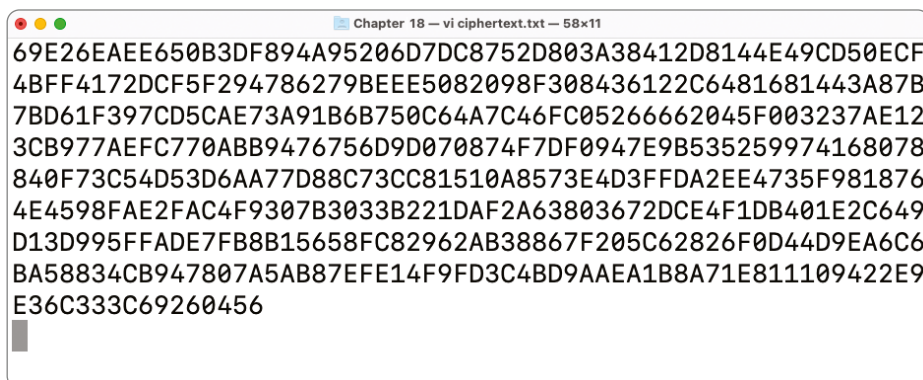 Chapter 18 — vi ciphertext.txt — 58×11
69E26EAEE650B3DF894A95206D7DC8752D803A38412D8144E49CD50ECF
4BFF4172DCF5F294786279BEEE5082098F308436122C6481681443A87B
7BD61F397CD5CAE73A91B6B750C64A7C46FC05266662045F003237AE12
3CB977AEFC770ABB9476756D9D070874F7DF0947E9B535259974168078
840F73C54D53D6AA77D88C73CC81510A8573E4D3FFDA2EE4735F981876
4E4598FAE2FAC4F9307B3033B221DAF2A63803672DCE4F1DB401E2C649
D13D995FFADE7FB8B15658FC82962AB38867F205C62826F0D44D9EA6C6
BA58834CB947807A5AB87EFE14F9FD3C4BD9AAEA1B8A71E811109422E9
E36C333C69260456